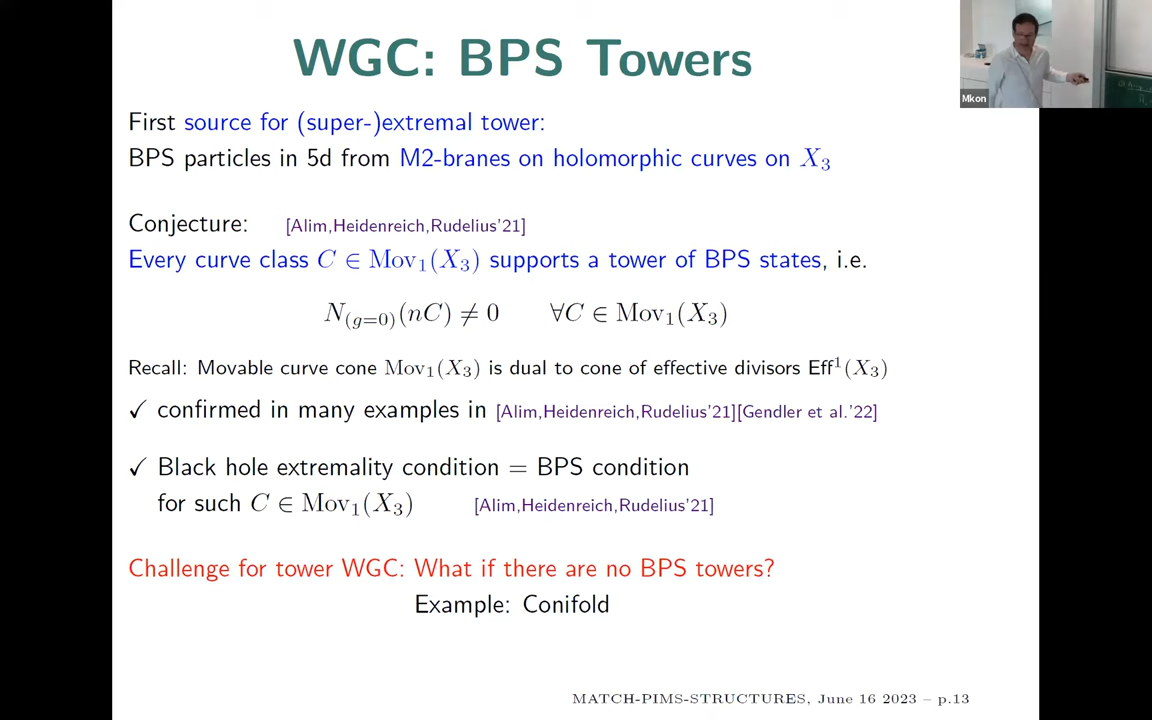 WGC: BPS Towers
Mkon
First source for (super-)extremal tower:
BPS particles in 5d from M2-branes on holomorphic curves on X₃
Conjecture: [Alim,Heidenreich,Rudelius'21]
Every curve class C ∈ Mov₁(X₃) supports a tower of BPS states, i.e.
N₍g=0₎(nC) ≠ 0 ∀C ∈ Mov₁(X₃)
Recall: Movable curve cone Mov₁(X₃) is dual to cone of effective divisors Eff¹(X₃)
✓ confirmed in many examples in [Alim,Heidenreich,Rudelius'21][Gendler et al.'22]
✓ Black hole extremality condition = BPS condition
for such C ∈ Mov₁(X₃) [Alim,Heidenreich,Rudelius'21]
Challenge for tower WGC: What if there are no BPS towers?
Example: Conifold
MATCH-PIMS-STRUCTURES, June 16 2023 – p.13